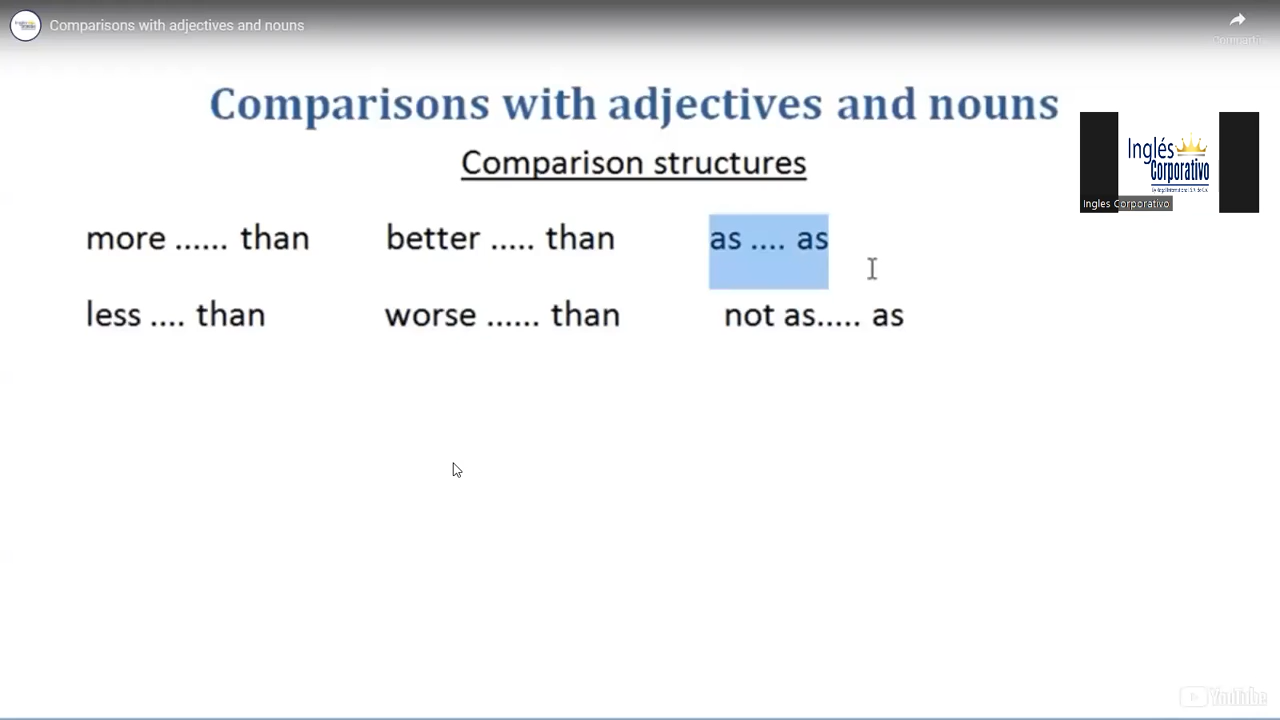 Comparisons with adjectives and nouns
Comparisons with adjectives and nouns
Comparison structures
Inglés
Corporativo
Ingles Corporativo
more ...... than better ..... than as .... as
less .... than worse ...... than not as..... as
YouTube